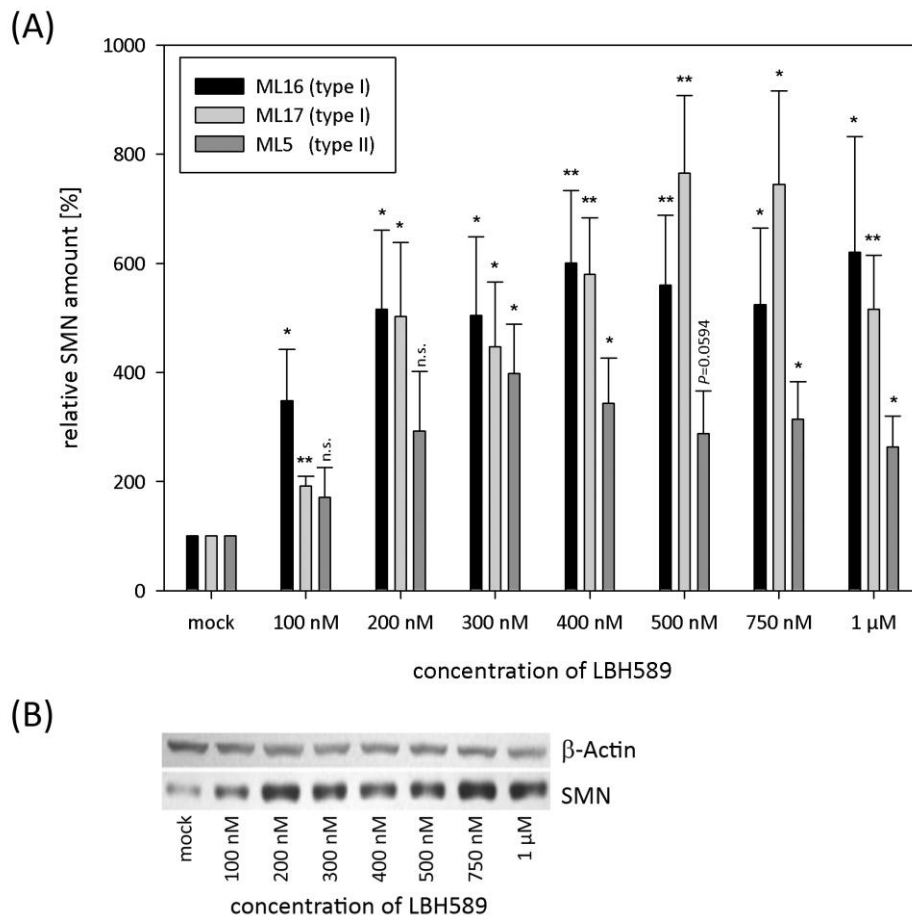 (A)
1000
800
600
400
200
0
relative SMN amount [%]
ML16 (type I)
ML17 (type I)
ML5 (type II)
* ** n.s.
* * n.s.
* * *
** ** *
** ** P=0.0594
* * *
* ** *
mock 100 nM 200 nM 300 nM 400 nM 500 nM 750 nM 1 µM
concentration of LBH589
(B)
β-Actin
SMN
mock 100 nM 200 nM 300 nM 400 nM 500 nM 750 nM 1 µM
concentration of LBH589